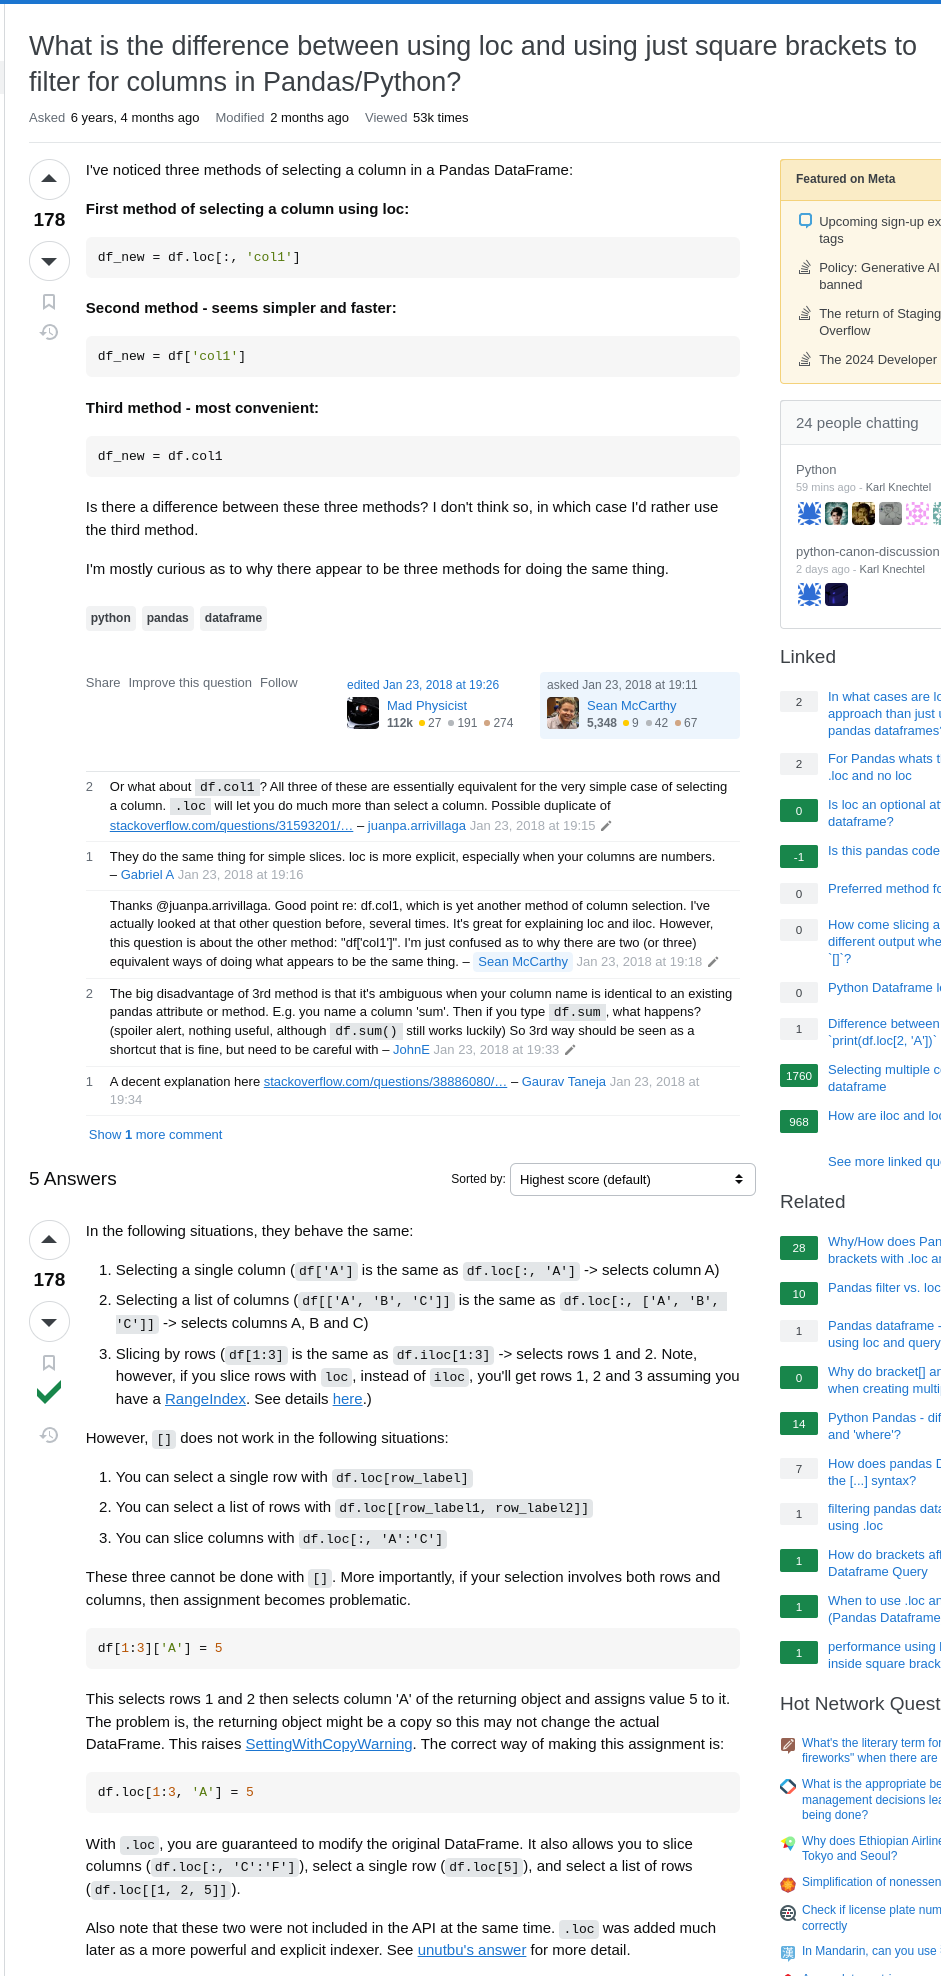 What is the difference between using loc and using just square brackets to
filter for columns in Pandas/Python?
Asked 6 years, 4 months ago Modified 2 months ago Viewed 53k times
178
I've noticed three methods of selecting a column in a Pandas DataFrame:
First method of selecting a column using loc:
df_new = df.loc[:, 'col1']
Second method - seems simpler and faster:
df_new = df['col1']
Third method - most convenient:
df_new = df.col1
Is there a difference between these three methods? I don't think so, in which case I'd rather use
the third method.
I'm mostly curious as to why there appear to be three methods for doing the same thing.
python pandas dataframe
Share Improve this question Follow
edited Jan 23, 2018 at 19:26
Mad Physicist
112k 27 191 274
asked Jan 23, 2018 at 19:11
Sean McCarthy
5,348 9 42 67
2 Or what about df.col1 ? All three of these are essentially equivalent for the very simple case of selecting
a column. .loc will let you do much more than select a column. Possible duplicate of
stackoverflow.com/questions/31593201/… – juanpa.arrivillaga Jan 23, 2018 at 19:15
1 They do the same thing for simple slices. loc is more explicit, especially when your columns are numbers.
– Gabriel A Jan 23, 2018 at 19:16
Thanks @juanpa.arrivillaga. Good point re: df.col1, which is yet another method of column selection. I've
actually looked at that other question before, several times. It's great for explaining loc and iloc. However,
this question is about the other method: "df['col1']". I'm just confused as to why there are two (or three)
equivalent ways of doing what appears to be the same thing. – Sean McCarthy Jan 23, 2018 at 19:18
2 The big disadvantage of 3rd method is that it's ambiguous when your column name is identical to an existing
pandas attribute or method. E.g. you name a column 'sum'. Then if you type df.sum , what happens?
(spoiler alert, nothing useful, although df.sum() still works luckily) So 3rd way should be seen as a
shortcut that is fine, but need to be careful with – JohnE Jan 23, 2018 at 19:33
1 A decent explanation here stackoverflow.com/questions/38886080/… – Gaurav Taneja Jan 23, 2018 at
19:34
Show 1 more comment
5 Answers
Sorted by: Highest score (default)
178
In the following situations, they behave the same:
1. Selecting a single column ( df['A'] is the same as df.loc[:, 'A'] -> selects column A)
2. Selecting a list of columns ( df[['A', 'B', 'C']] is the same as df.loc[:, ['A', 'B',
'C']] -> selects columns A, B and C)
3. Slicing by rows ( df[1:3] is the same as df.iloc[1:3] -> selects rows 1 and 2. Note,
however, if you slice rows with loc , instead of iloc , you'll get rows 1, 2 and 3 assuming you
have a RangeIndex. See details here.)
However, [] does not work in the following situations:
1. You can select a single row with df.loc[row_label]
2. You can select a list of rows with df.loc[[row_label1, row_label2]]
3. You can slice columns with df.loc[:, 'A':'C']
These three cannot be done with [] . More importantly, if your selection involves both rows and
columns, then assignment becomes problematic.
df[1:3]['A'] = 5
This selects rows 1 and 2 then selects column 'A' of the returning object and assigns value 5 to it.
The problem is, the returning object might be a copy so this may not change the actual
DataFrame. This raises SettingWithCopyWarning. The correct way of making this assignment is:
df.loc[1:3, 'A'] = 5
With .loc , you are guaranteed to modify the original DataFrame. It also allows you to slice
columns ( df.loc[:, 'C':'F'] ), select a single row ( df.loc[5] ), and select a list of rows
( df.loc[[1, 2, 5]] ).
Also note that these two were not included in the API at the same time. .loc was added much
later as a more powerful and explicit indexer. See unutbu's answer for more detail.
Featured on Meta
Upcoming sign-up ex
tags
Policy: Generative AI
banned
The return of Staging
Overflow
The 2024 Developer
24 people chatting
Python
59 mins ago - Karl Knechtel
python-canon-discussion
2 days ago - Karl Knechtel
Linked
2 In what cases are lo
approach than just u
pandas dataframes'
2 For Pandas whats t
.loc and no loc
0 Is loc an optional at
dataframe?
-1 Is this pandas code
0 Preferred method fo
0 How come slicing a
different output whe
`[]`?
0 Python Dataframe l
1 Difference between
`print(df.loc[2, 'A'])`
1760 Selecting multiple c
dataframe
968 How are iloc and loc
See more linked qu
Related
28 Why/How does Pan
brackets with .loc a
10 Pandas filter vs. loc
1 Pandas dataframe -
using loc and query
0 Why do bracket[] a
when creating multi
14 Python Pandas - dif
and 'where'?
7 How does pandas D
the [...] syntax?
1 filtering pandas data
using .loc
1 How do brackets af
Dataframe Query
1 When to use .loc an
(Pandas Dataframe
1 performance using
inside square brack
Hot Network Quest
What's the literary term for
fireworks" when there are
What is the appropriate be
management decisions lea
being done?
Why does Ethiopian Airline
Tokyo and Seoul?
Simplification of nonessen
Check if license plate num
correctly
In Mandarin, can you use